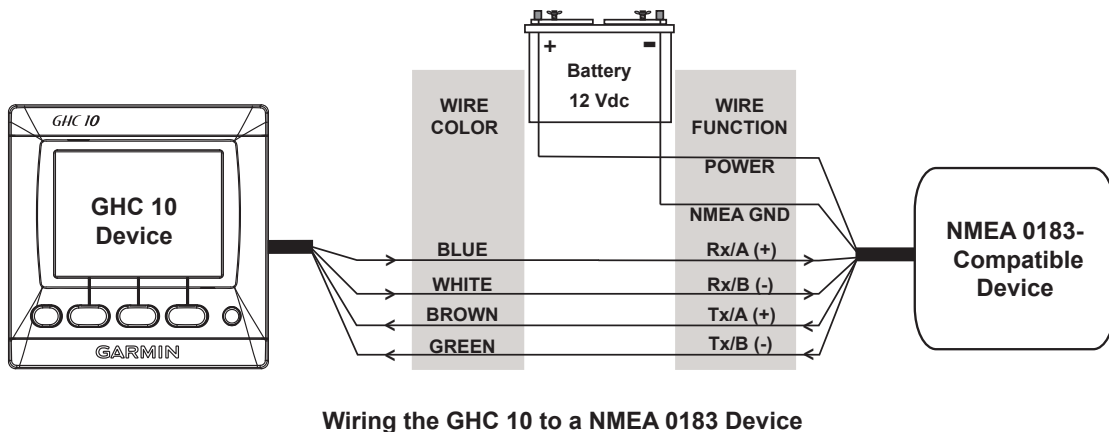 + -
Battery
12 Vdc
GHC 10
WIRE
COLOR
WIRE
FUNCTION
POWER
GHC 10
Device
NMEA GND
NMEA 0183-
Compatible
Device
BLUE
Rx/A (+)
WHITE
Rx/B (-)
BROWN
Tx/A (+)
GREEN
Tx/B (-)
GARMIN
Wiring the GHC 10 to a NMEA 0183 Device